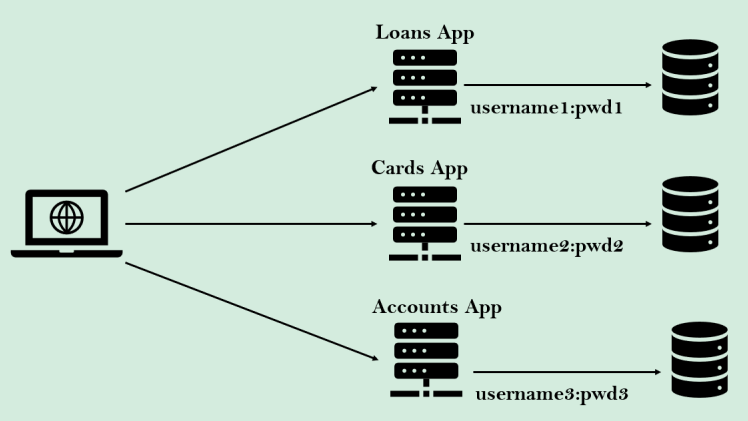 Loans App
username1:pwd1
Cards App
username2:pwd2
Accounts App
username3:pwd3